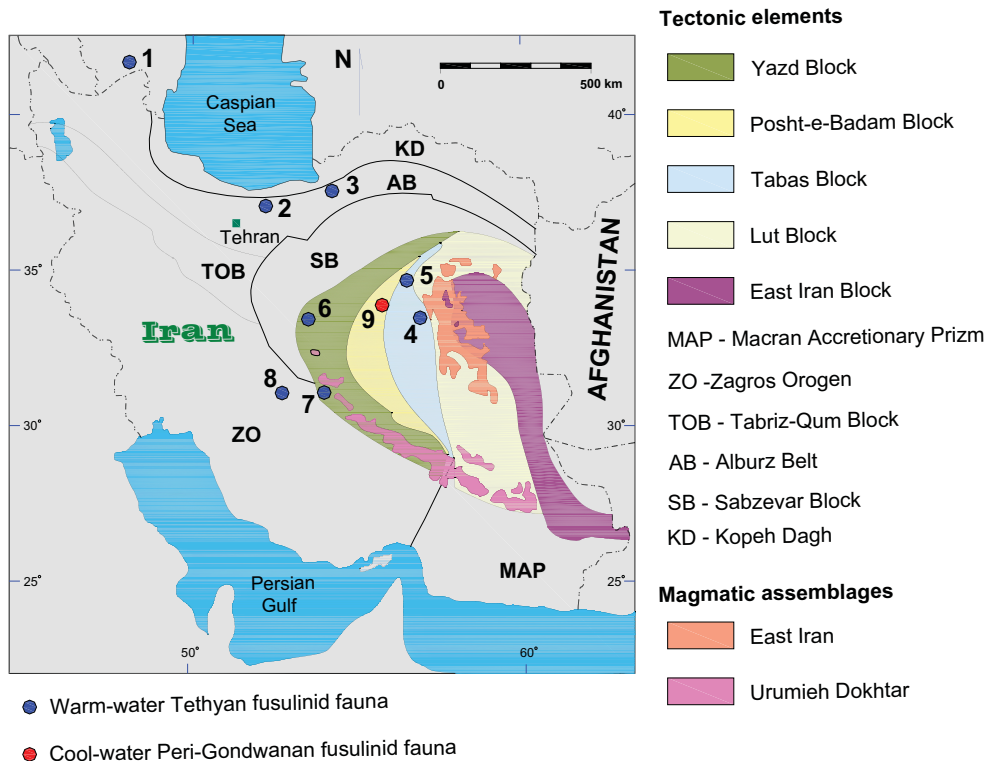 1
N
0
500 km
Caspian
Sea
40°
40°
KD
3
AB
2
Tehran
35°
35°
TOB
SB
5
6
9
4
Iran
AFGHANISTAN
8
7
30°
30°
ZO
MAP
25°
25°
Persian
Gulf
50°
60°
Warm-water Tethyan fusulinid fauna
Cool-water Peri-Gondwanan fusulinid fauna
Tectonic elements
Yazd Block
Posht-e-Badam Block
Tabas Block
Lut Block
East Iran Block
MAP - Macran Accretionary Prizm
ZO -Zagros Orogen
TOB - Tabriz-Qum Block
AB - Alburz Belt
SB - Sabzevar Block
KD - Kopeh Dagh
Magmatic assemblages
East Iran
Urumieh Dokhtar